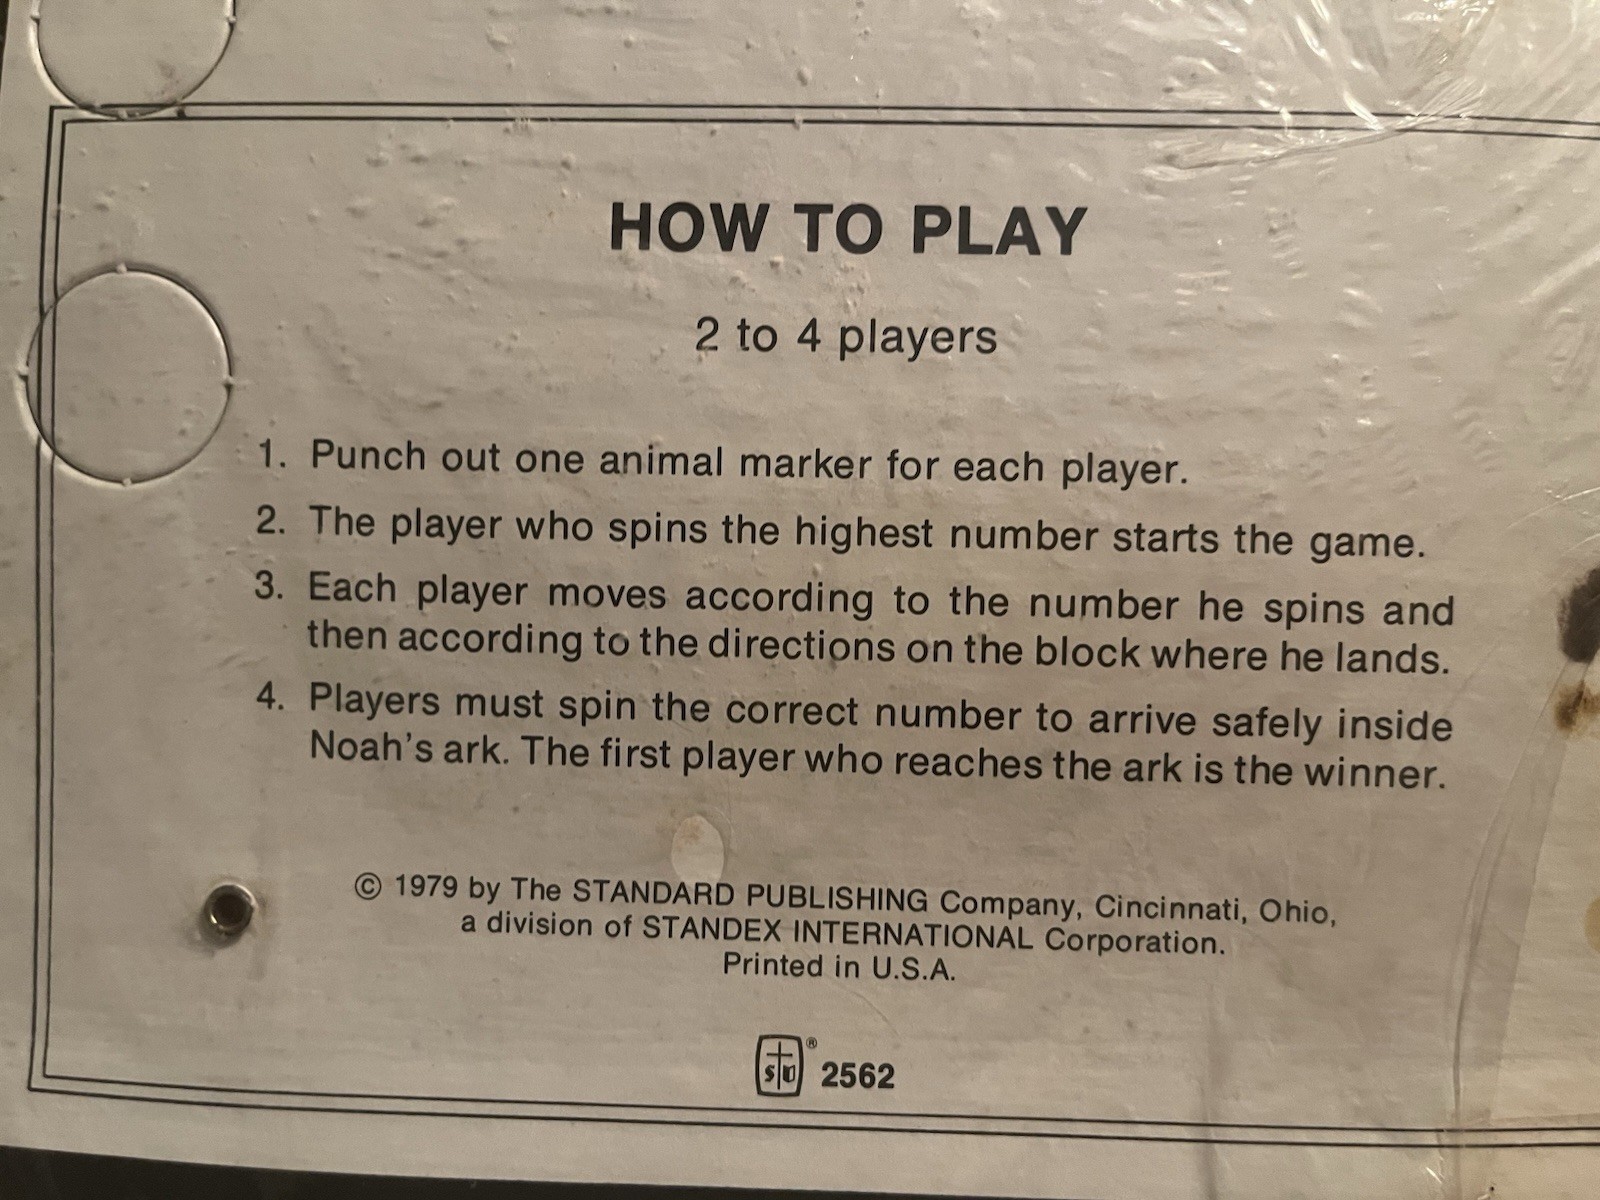 HOW TO PLAY
2 to 4 players
1. Punch out one animal marker for each player.
2. The player who spins the highest number starts the game.
3. Each player moves according to the number he spins and
then according to the directions on the block where he lands.
4. Players must spin the correct number to arrive safely inside
Noah's ark. The first player who reaches the ark is the winner.
© 1979 by The STANDARD PUBLISHING Company, Cincinnati, Ohio,
a division of STANDEX INTERNATIONAL Corporation.
Printed in U.S.A.
® 2562